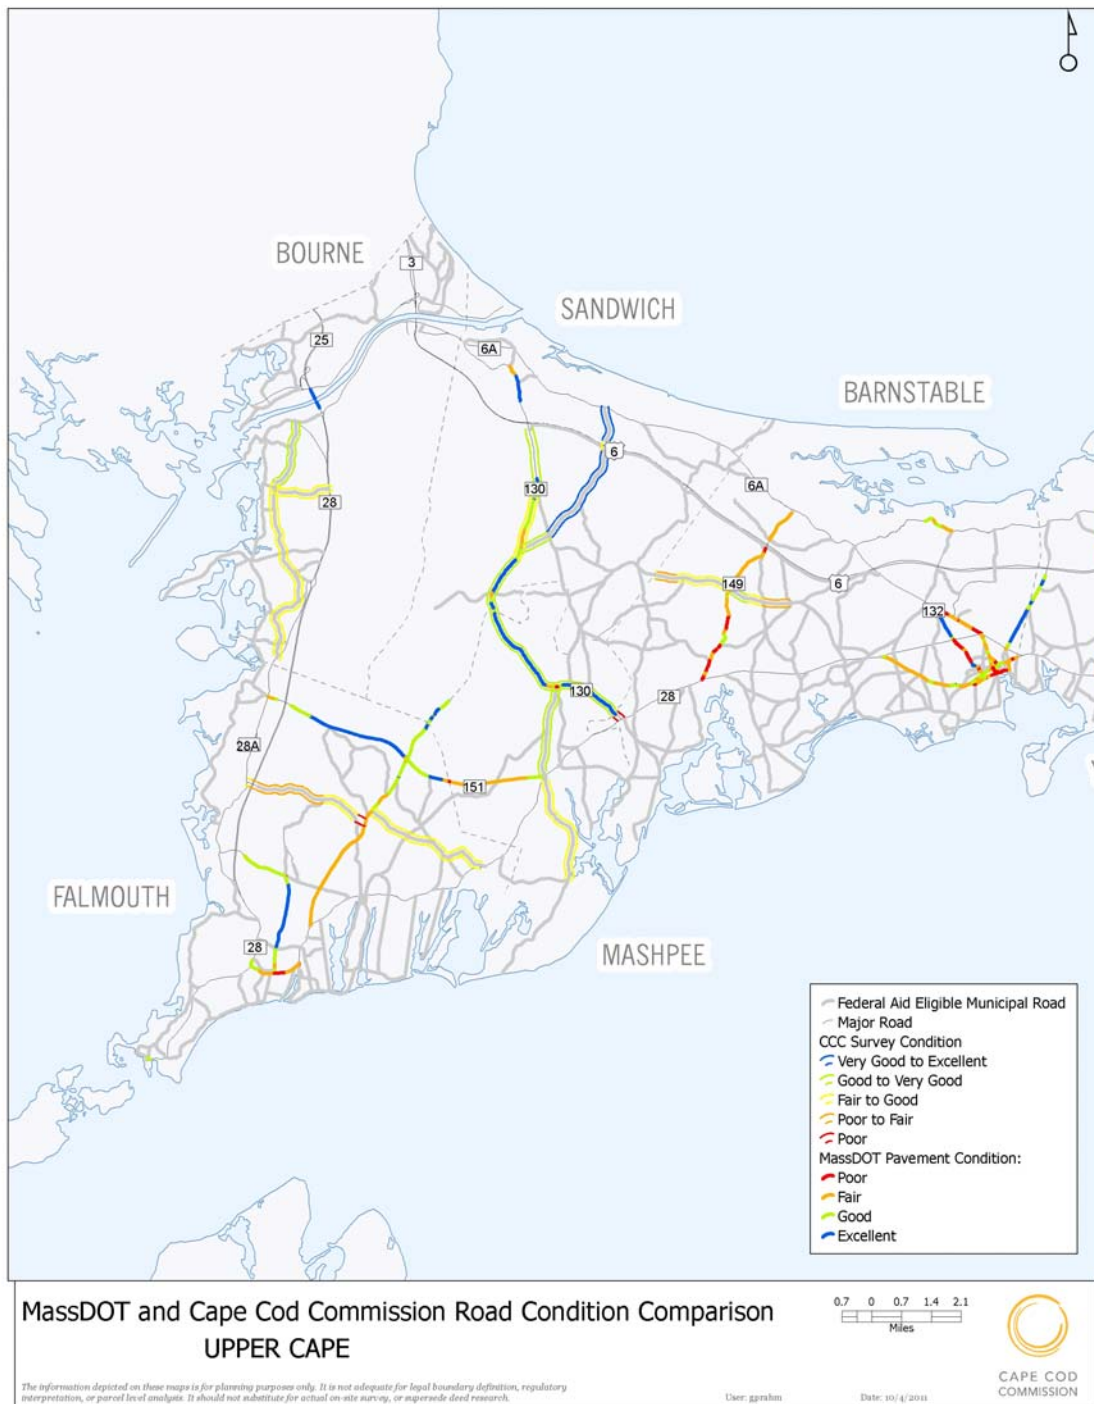 BOURNE
3
SANDWICH
25
6A
BARNSTABLE
6
28
130
6A
149
6
132
130
28
28A
151
FALMOUTH
28
MASHPEE
Federal Aid Eligible Municipal Road
Major Road
CCC Survey Condition
Very Good to Excellent
Good to Very Good
Fair to Good
Poor to Fair
Poor
MassDOT Pavement Condition:
Poor
Fair
Good
Excellent
MassDOT and Cape Cod Commission Road Condition Comparison
UPPER CAPE
0.7 0 0.7 1.4 2.1
Miles
CAPE COD
COMMISSION
The information depicted on these maps is for planning purposes only. It is not adequate for legal boundary definition, regulatory
interpretation, or parcel level analysis. It should not substitute for actual on-site survey, or supersede deed research.
User: gprahm
Date: 10/4/2011